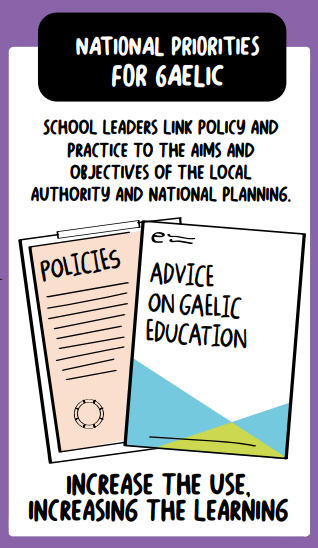 NATIONAL PRIORITIES
FOR GAELIC
SCHOOL LEADERS LINK POLICY AND
PRACTICE TO THE AIMS AND
OBJECTIVES OF THE LOCAL
AUTHORITY AND NATIONAL PLANNING.
POLICIES
ADVICE
ON GAELIC
EDUCATION
INCREASE THE USE,
INCREASING THE LEARNING